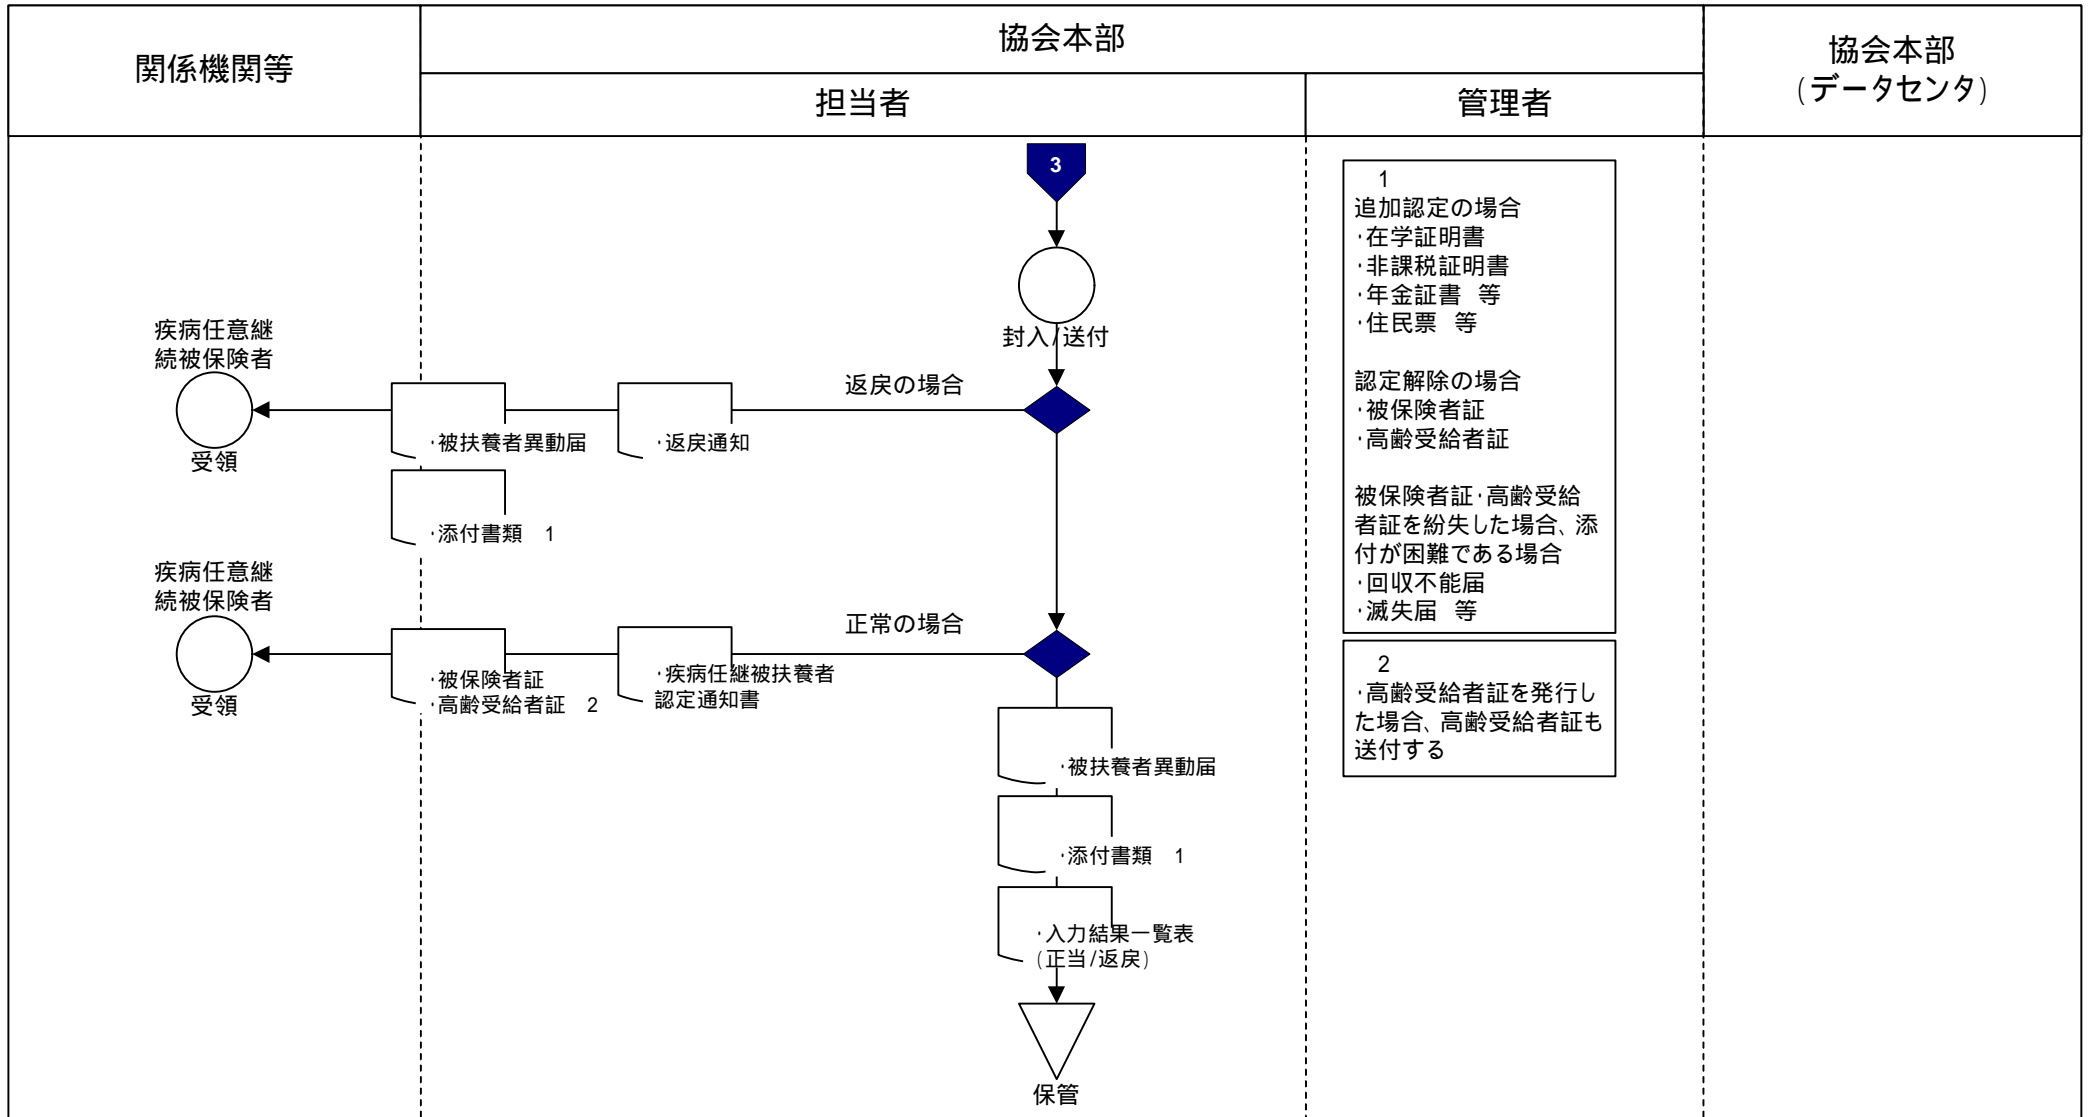 関係機関等
協会本部
担当者
管理者
協会本部
(データセンタ)
3
封入/送付
返戻の場合
・返戻通知
・被扶養者異動届
・添付書類　1
疾病任意継
続被保険者
受領
正常の場合
・疾病任継被扶養者
認定通知書
・被保険者証
・高齢受給者証　2
疾病任意継
続被保険者
受領
・被扶養者異動届
・添付書類　1
・入力結果一覧表
(正当/返戻)
保管
1
追加認定の場合
・在学証明書
・非課税証明書
・年金証書　等
・住民票　等
認定解除の場合
・被保険者証
・高齢受給者証
被保険者証・高齢受給
者証を紛失した場合、添
付が困難である場合
・回収不能届
・滅失届　等
2
・高齢受給者証を発行し
た場合、高齢受給者証も
送付する